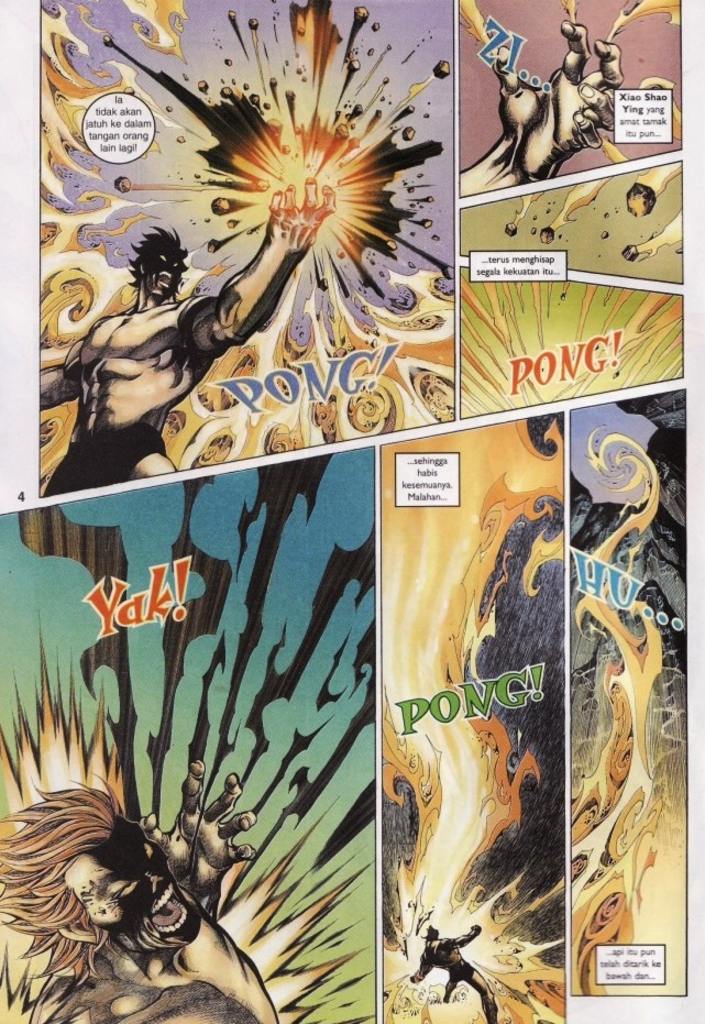 Ia
tidak akan
jatuh ke dalam
tangan orang
lain lagi!
PONG!
ZI...
Xiao Shao
Ying yang
amat tamak
itu pun...
...terus menghisap
segala kekuatan itu...
PONG!
4
Yak!
...sehingga
habis
kesemuanya.
Malahan...
PONG!
HU...
...api itu pun
telah ditarik ke
bawah dan...